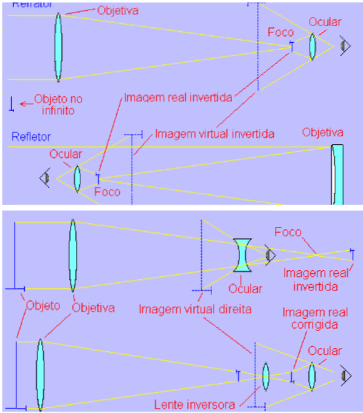 Refrator
Objetiva
Ocular
Foco
Objeto no
infinito
Imagem real invertida
Imagem virtual invertida
Refletor
Objetiva
Ocular
Foco
Foco
Imagem real
invertida
Ocular
Objeto
Objetiva
Imagem virtual direita
Imagem real
corrigida
Ocular
Lente inversora